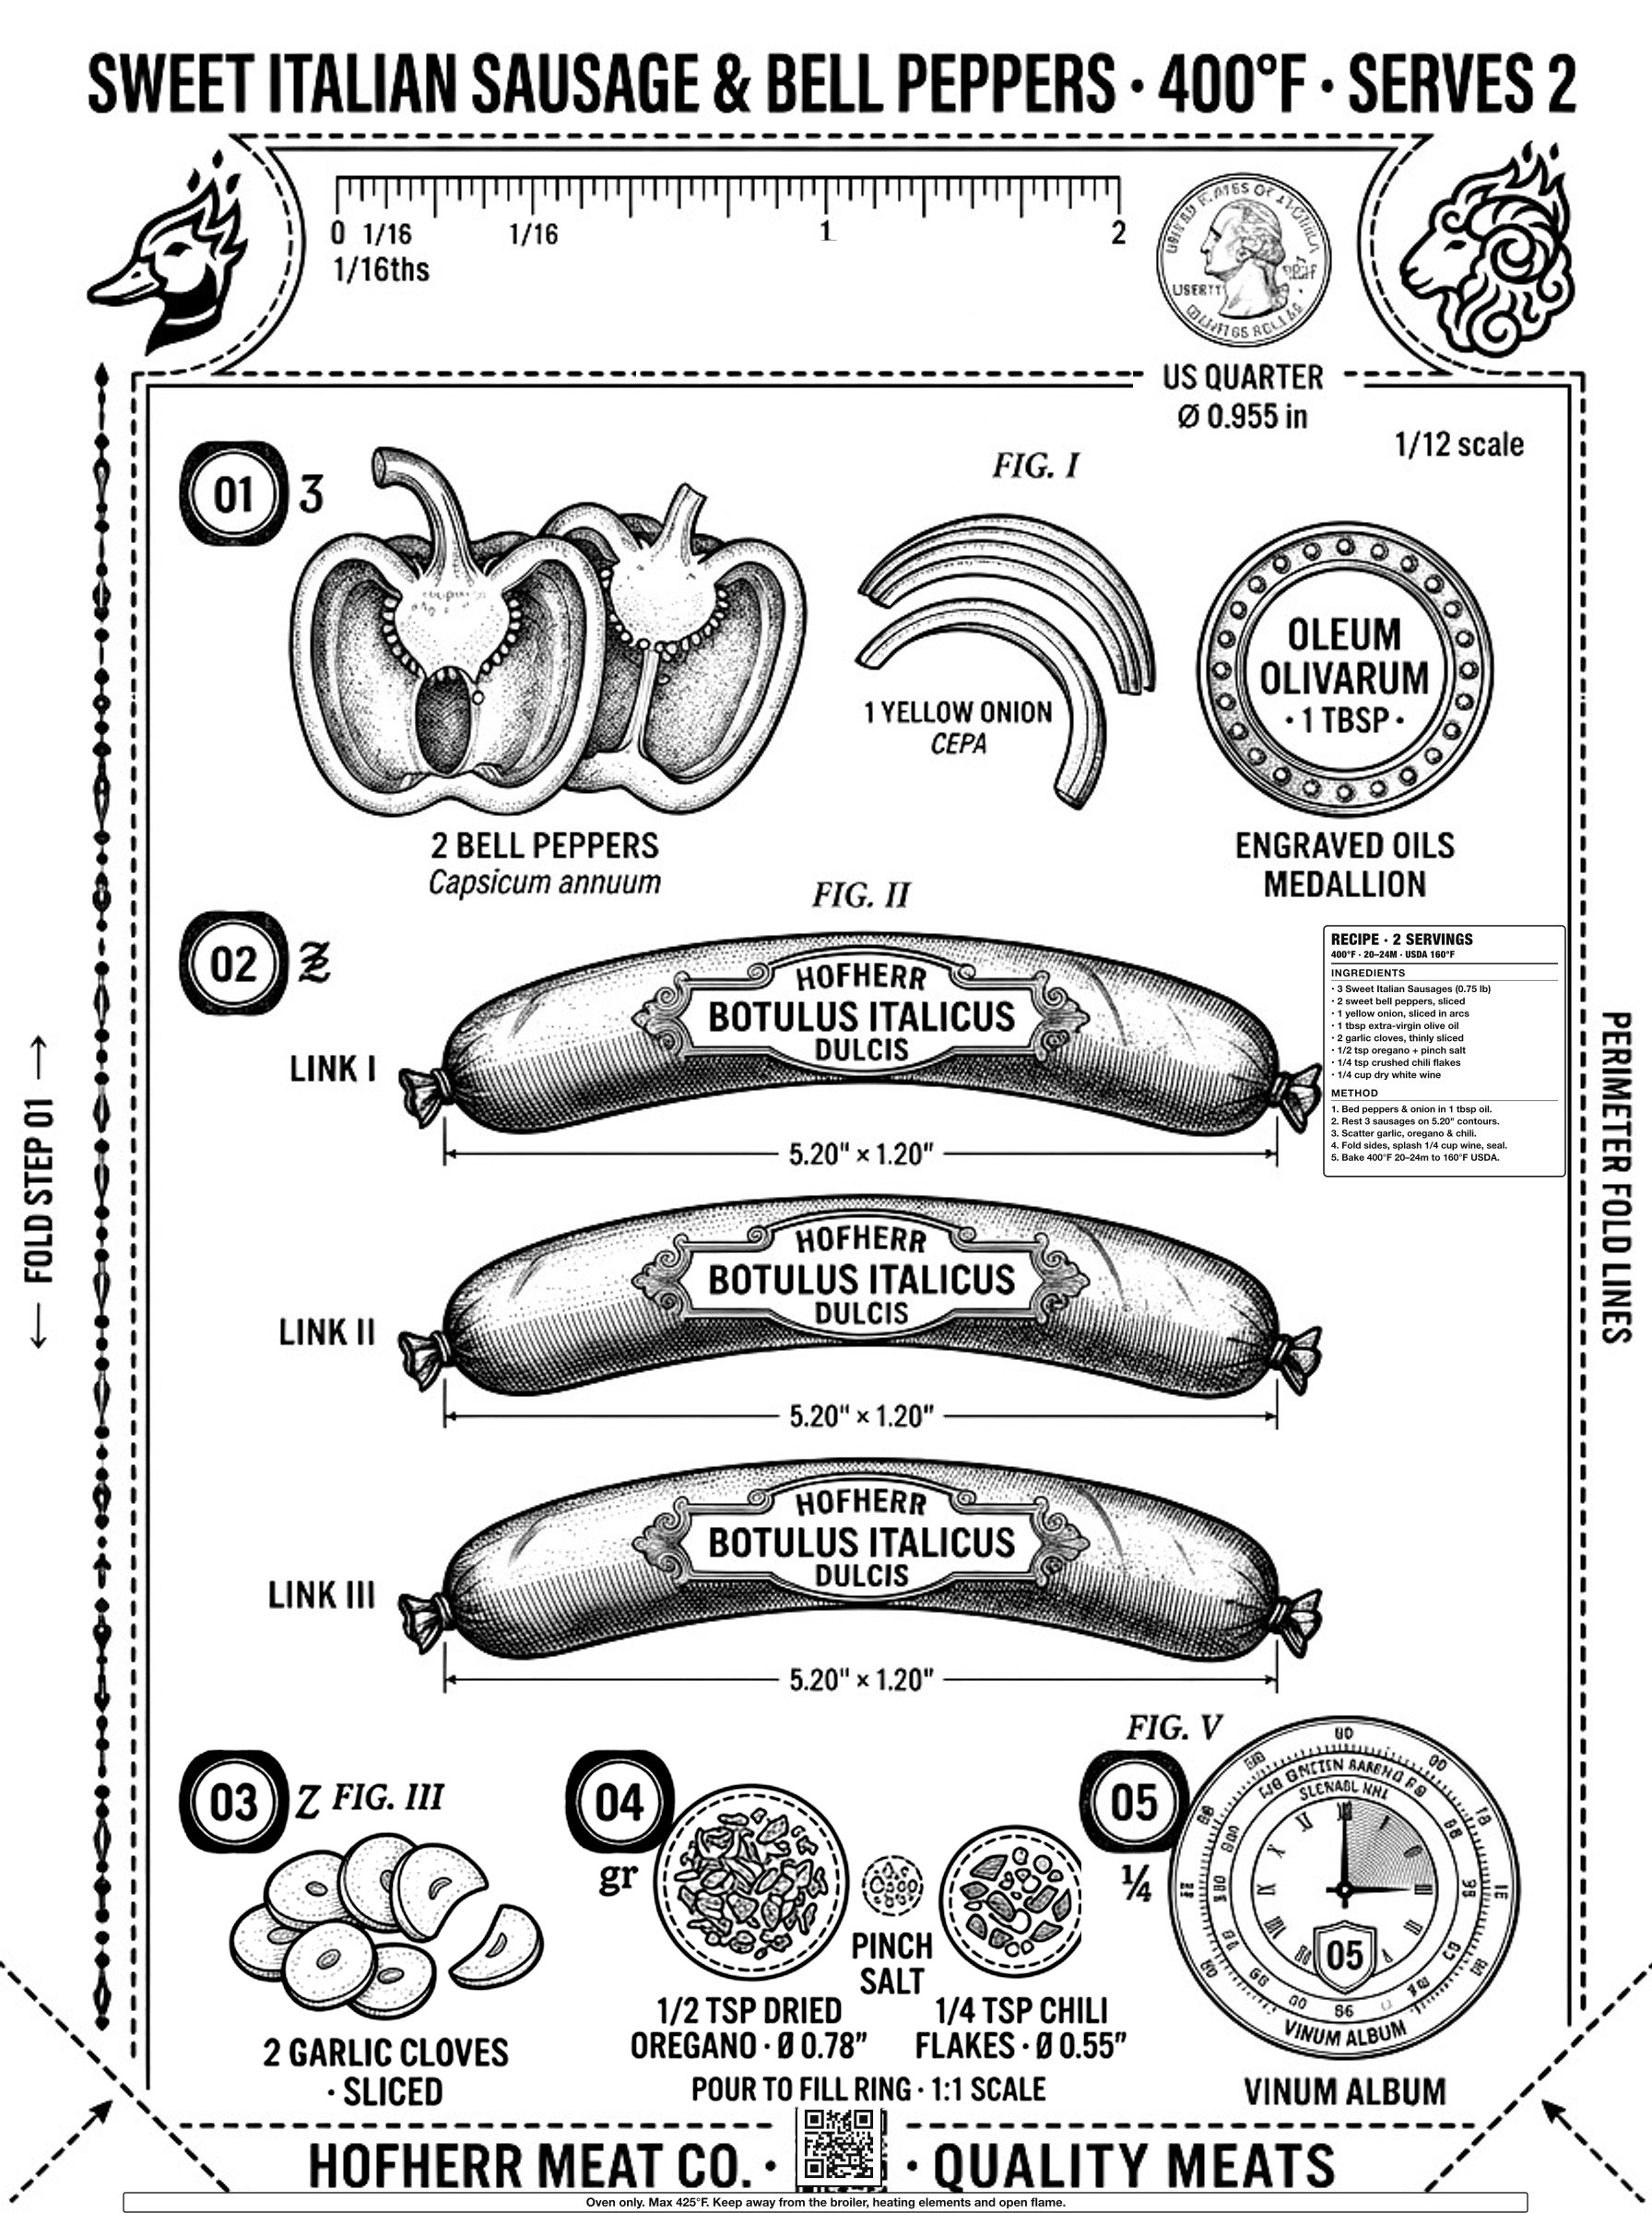 SWEET ITALIAN SAUSAGE & BELL PEPPERS · 400°F · SERVES 2
0 1/16 1/16 1 2
1/16ths
US QUARTER
Ø 0.955 in
1/12 scale
01 3
FIG. I
OLEUM
OLIVARUM
· 1 TBSP ·
1 YELLOW ONION
CEPA
2 BELL PEPPERS
Capsicum annuum
ENGRAVED OILS
MEDALLION
FIG. II
02
HOFHERR
BOTULUS ITALICUS
DULCIS
LINK I
5.20" × 1.20"
RECIPE · 2 SERVINGS
400°F · 20–24M · USDA 160°F
INGREDIENTS
· 3 Sweet Italian Sausages (0.75 lb)
· 2 sweet bell peppers, sliced
· 1 yellow onion, sliced in arcs
· 1 tbsp extra-virgin olive oil
· 2 garlic cloves, thinly sliced
· 1/2 tsp oregano + pinch salt
· 1/4 tsp crushed chili flakes
· 1/4 cup dry white wine
METHOD
1. Bed peppers & onion in 1 tbsp oil.
2. Rest 3 sausages on 5.20" contours.
3. Scatter garlic, oregano & chili.
4. Fold sides, splash 1/4 cup wine, seal.
5. Bake 400°F 20–24m to 160°F USDA.
← FOLD STEP 01 →
PERIMETER FOLD LINES
HOFHERR
BOTULUS ITALICUS
DULCIS
LINK II
5.20" × 1.20"
HOFHERR
BOTULUS ITALICUS
DULCIS
LINK III
5.20" × 1.20"
03 Z FIG. III
2 GARLIC CLOVES
· SLICED
04
gr
PINCH
SALT
1/2 TSP DRIED
OREGANO · Ø 0.78"
1/4 TSP CHILI
FLAKES · Ø 0.55"
POUR TO FILL RING · 1:1 SCALE
FIG. V
05
¼
05
VINUM ALBUM
VINUM ALBUM
HOFHERR MEAT CO. · · QUALITY MEATS
Oven only. Max 425°F. Keep away from the broiler, heating elements and open flame.